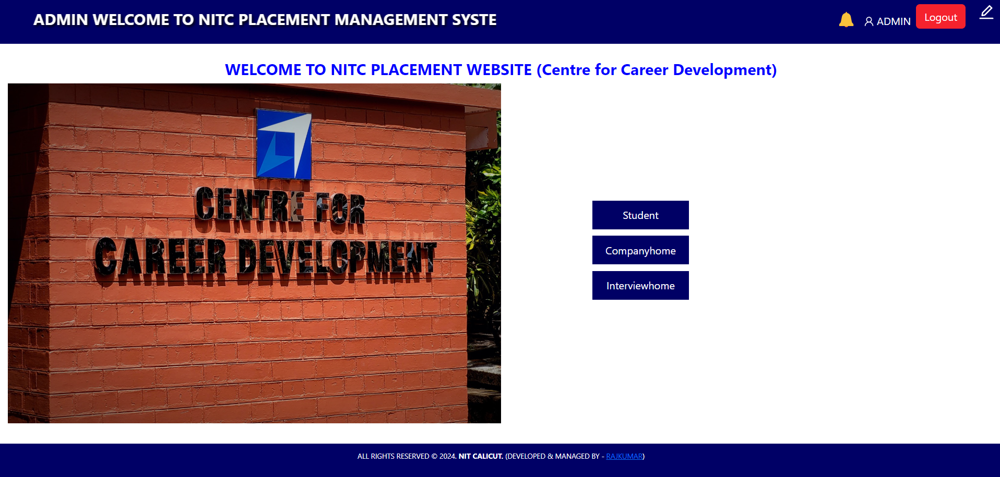 ADMIN WELCOME TO NITC PLACEMENT MANAGEMENT SYSTE
ADMIN
Logout
WELCOME TO NITC PLACEMENT WEBSITE (Centre for Career Development)
CENTRE FOR
CAREER DEVELOPMENT
Student
Companyhome
Interviewhome
ALL RIGHTS RESERVED © 2024. NIT CALICUT. (DEVELOPED & MANAGED BY - RAJKUMAR)